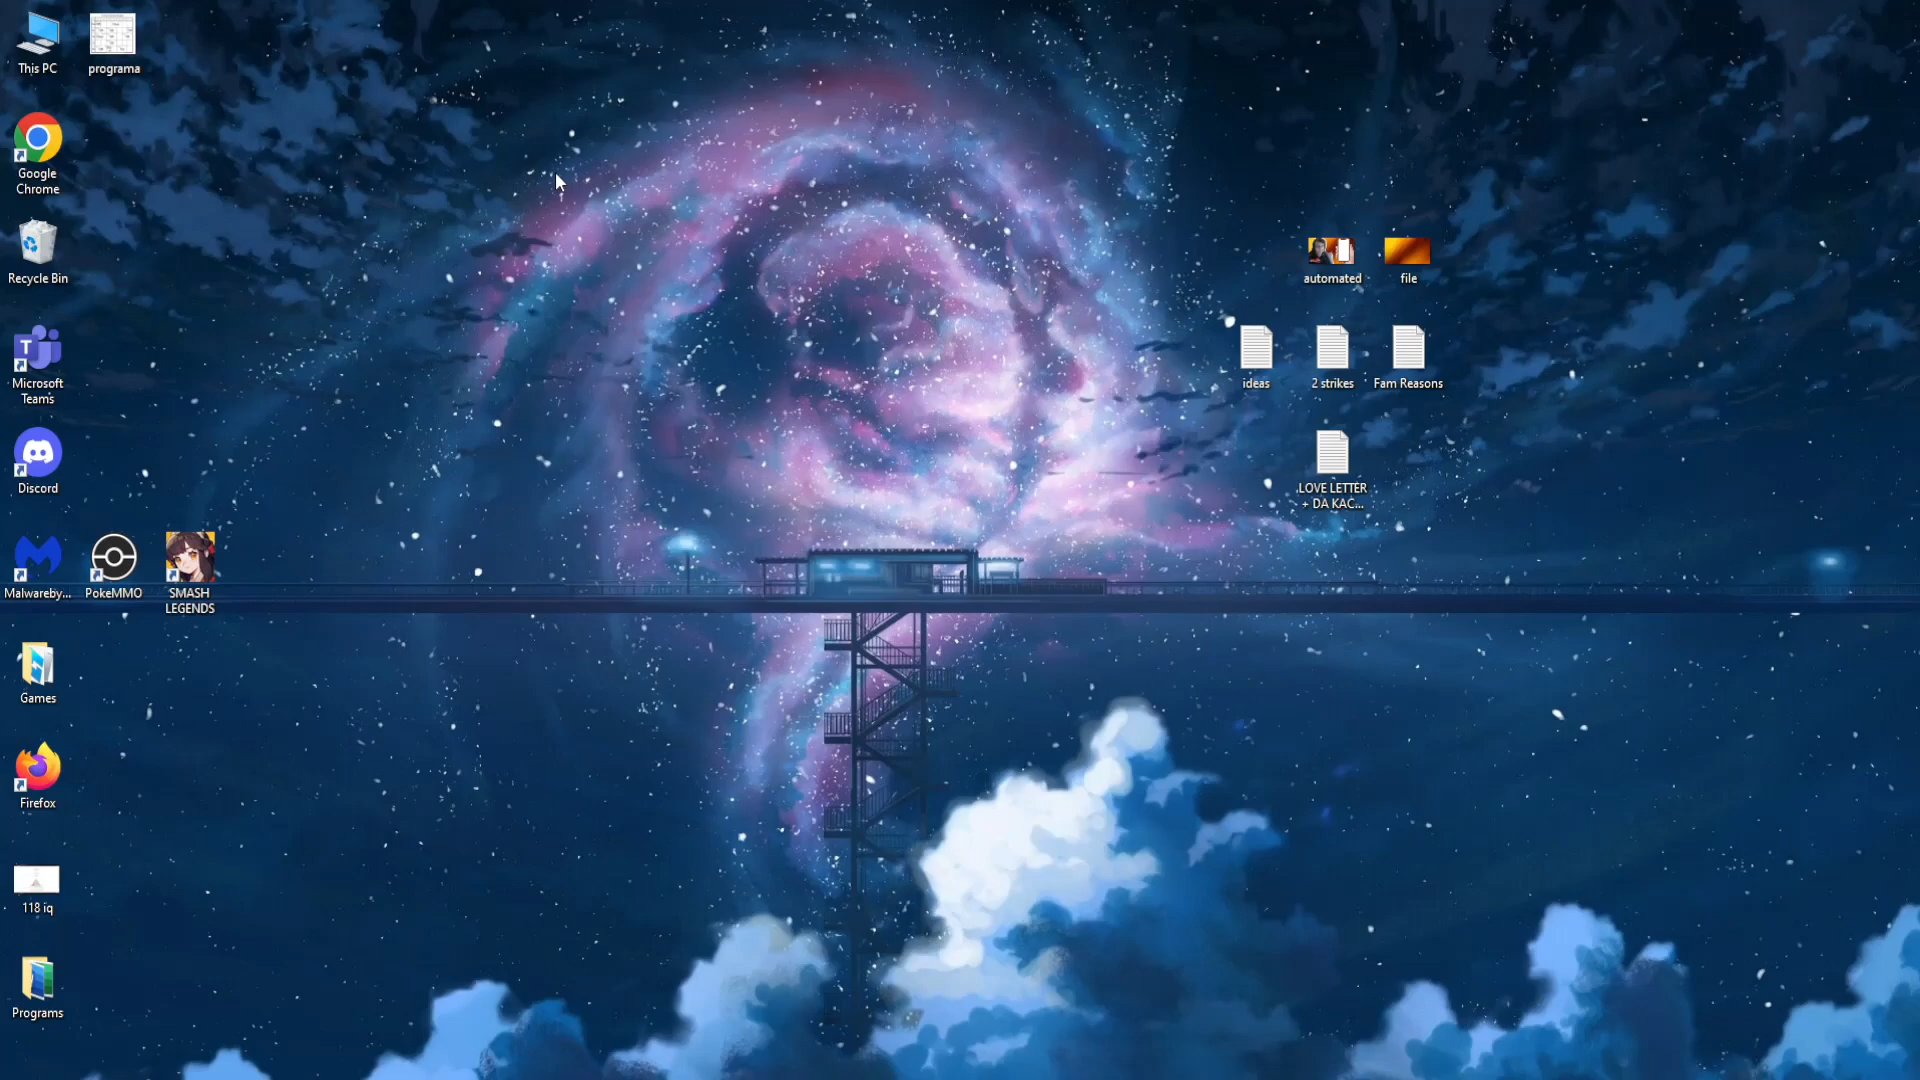 This PC
programa
Google
Chrome
Recycle Bin
Microsoft
Teams
Discord
Malwareby...
PokeMMO
SMASH
LEGENDS
Games
Firefox
118 iq
Programs
automated
file
ideas
2 strikes
Fam Reasons
LOVE LETTER
+ DA KAC...